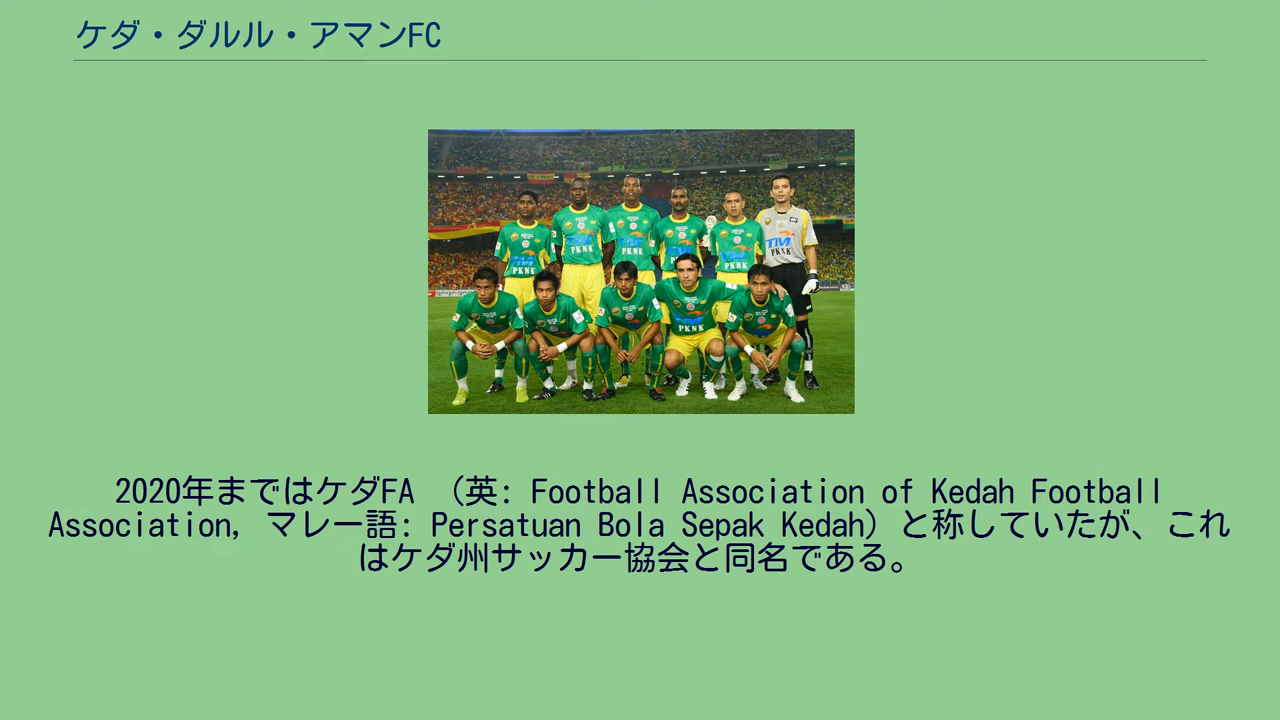 ケダ・ダルル・アマンFC
TM
PKNK
2020年まではケダFA （英: Football Association of Kedah Football
Association, マレー語: Persatuan Bola Sepak Kedah）と称していたが、これ
はケダ州サッカー協会と同名である。